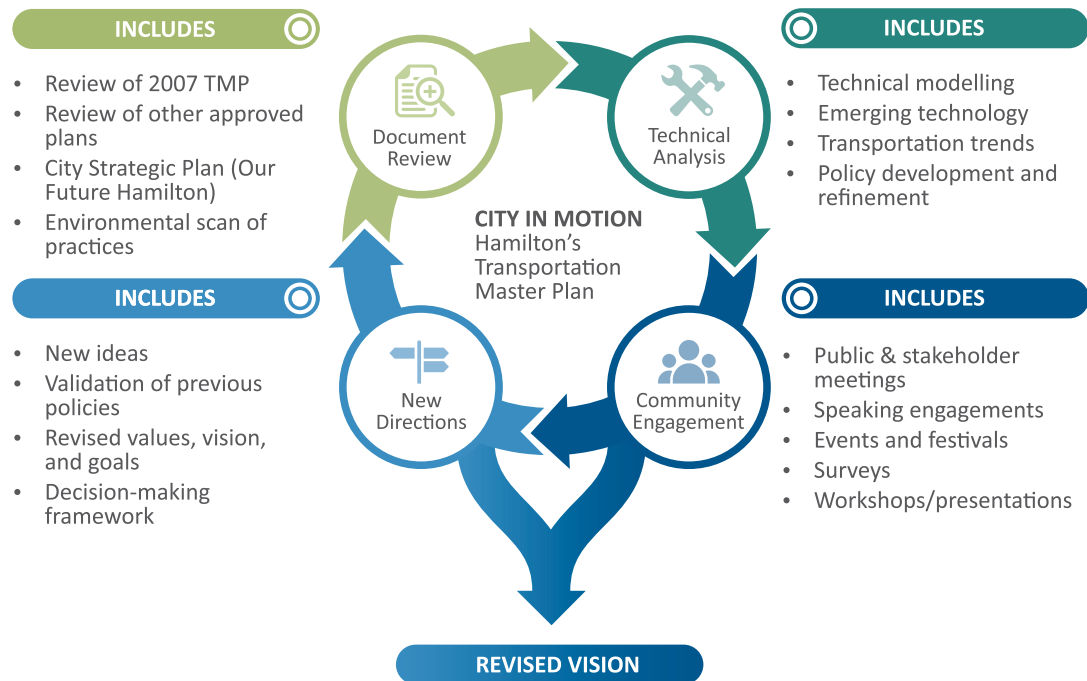 INCLUDES
• Review of 2007 TMP
• Review of other approved
plans
• City Strategic Plan (Our
Future Hamilton)
• Environmental scan of
practices
Document
Review
Technical
Analysis
INCLUDES
• Technical modelling
• Emerging technology
• Transportation trends
• Policy development and
refinement
CITY IN MOTION
Hamilton's
Transportation
Master Plan
INCLUDES
• New ideas
• Validation of previous
policies
• Revised values, vision,
and goals
• Decision-making
framework
New
Directions
Community
Engagement
INCLUDES
• Public & stakeholder
meetings
• Speaking engagements
• Events and festivals
• Surveys
• Workshops/presentations
REVISED VISION